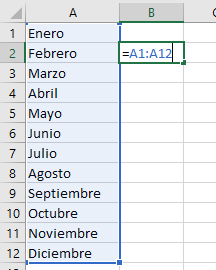 A B C
1 Enero
2 Febrero =A1:A12
3 Marzo
4 Abril
5 Mayo
6 Junio
7 Julio
8 Agosto
9 Septiembre
10 Octubre
11 Noviembre
12 Diciembre